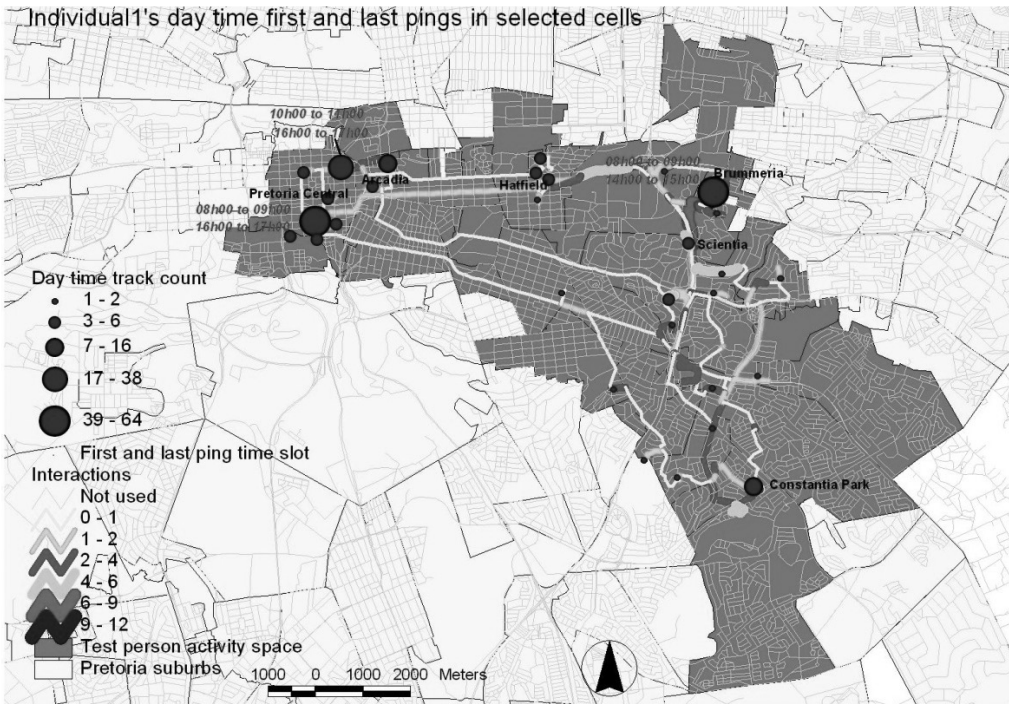 Individual1's day time first and last pings in selected cells
10h00 to 11h00
16h00 to 17h00
08h00 to 09h00
14h00 to 15h00
Brummeria
Arcadia
Hatfield
Pretoria Central
08h00 to 09h00
16h00 to 17h00
Scientia
Day time track count
1 - 2
3 - 6
7 - 16
17 - 38
39 - 64
First and last ping time slot
Interactions
Not used
0 - 1
1 - 2
2 - 4
4 - 6
6 - 9
9 - 12
Test person activity space
Pretoria suburbs
Constantia Park
1000 0 1000 2000 Meters